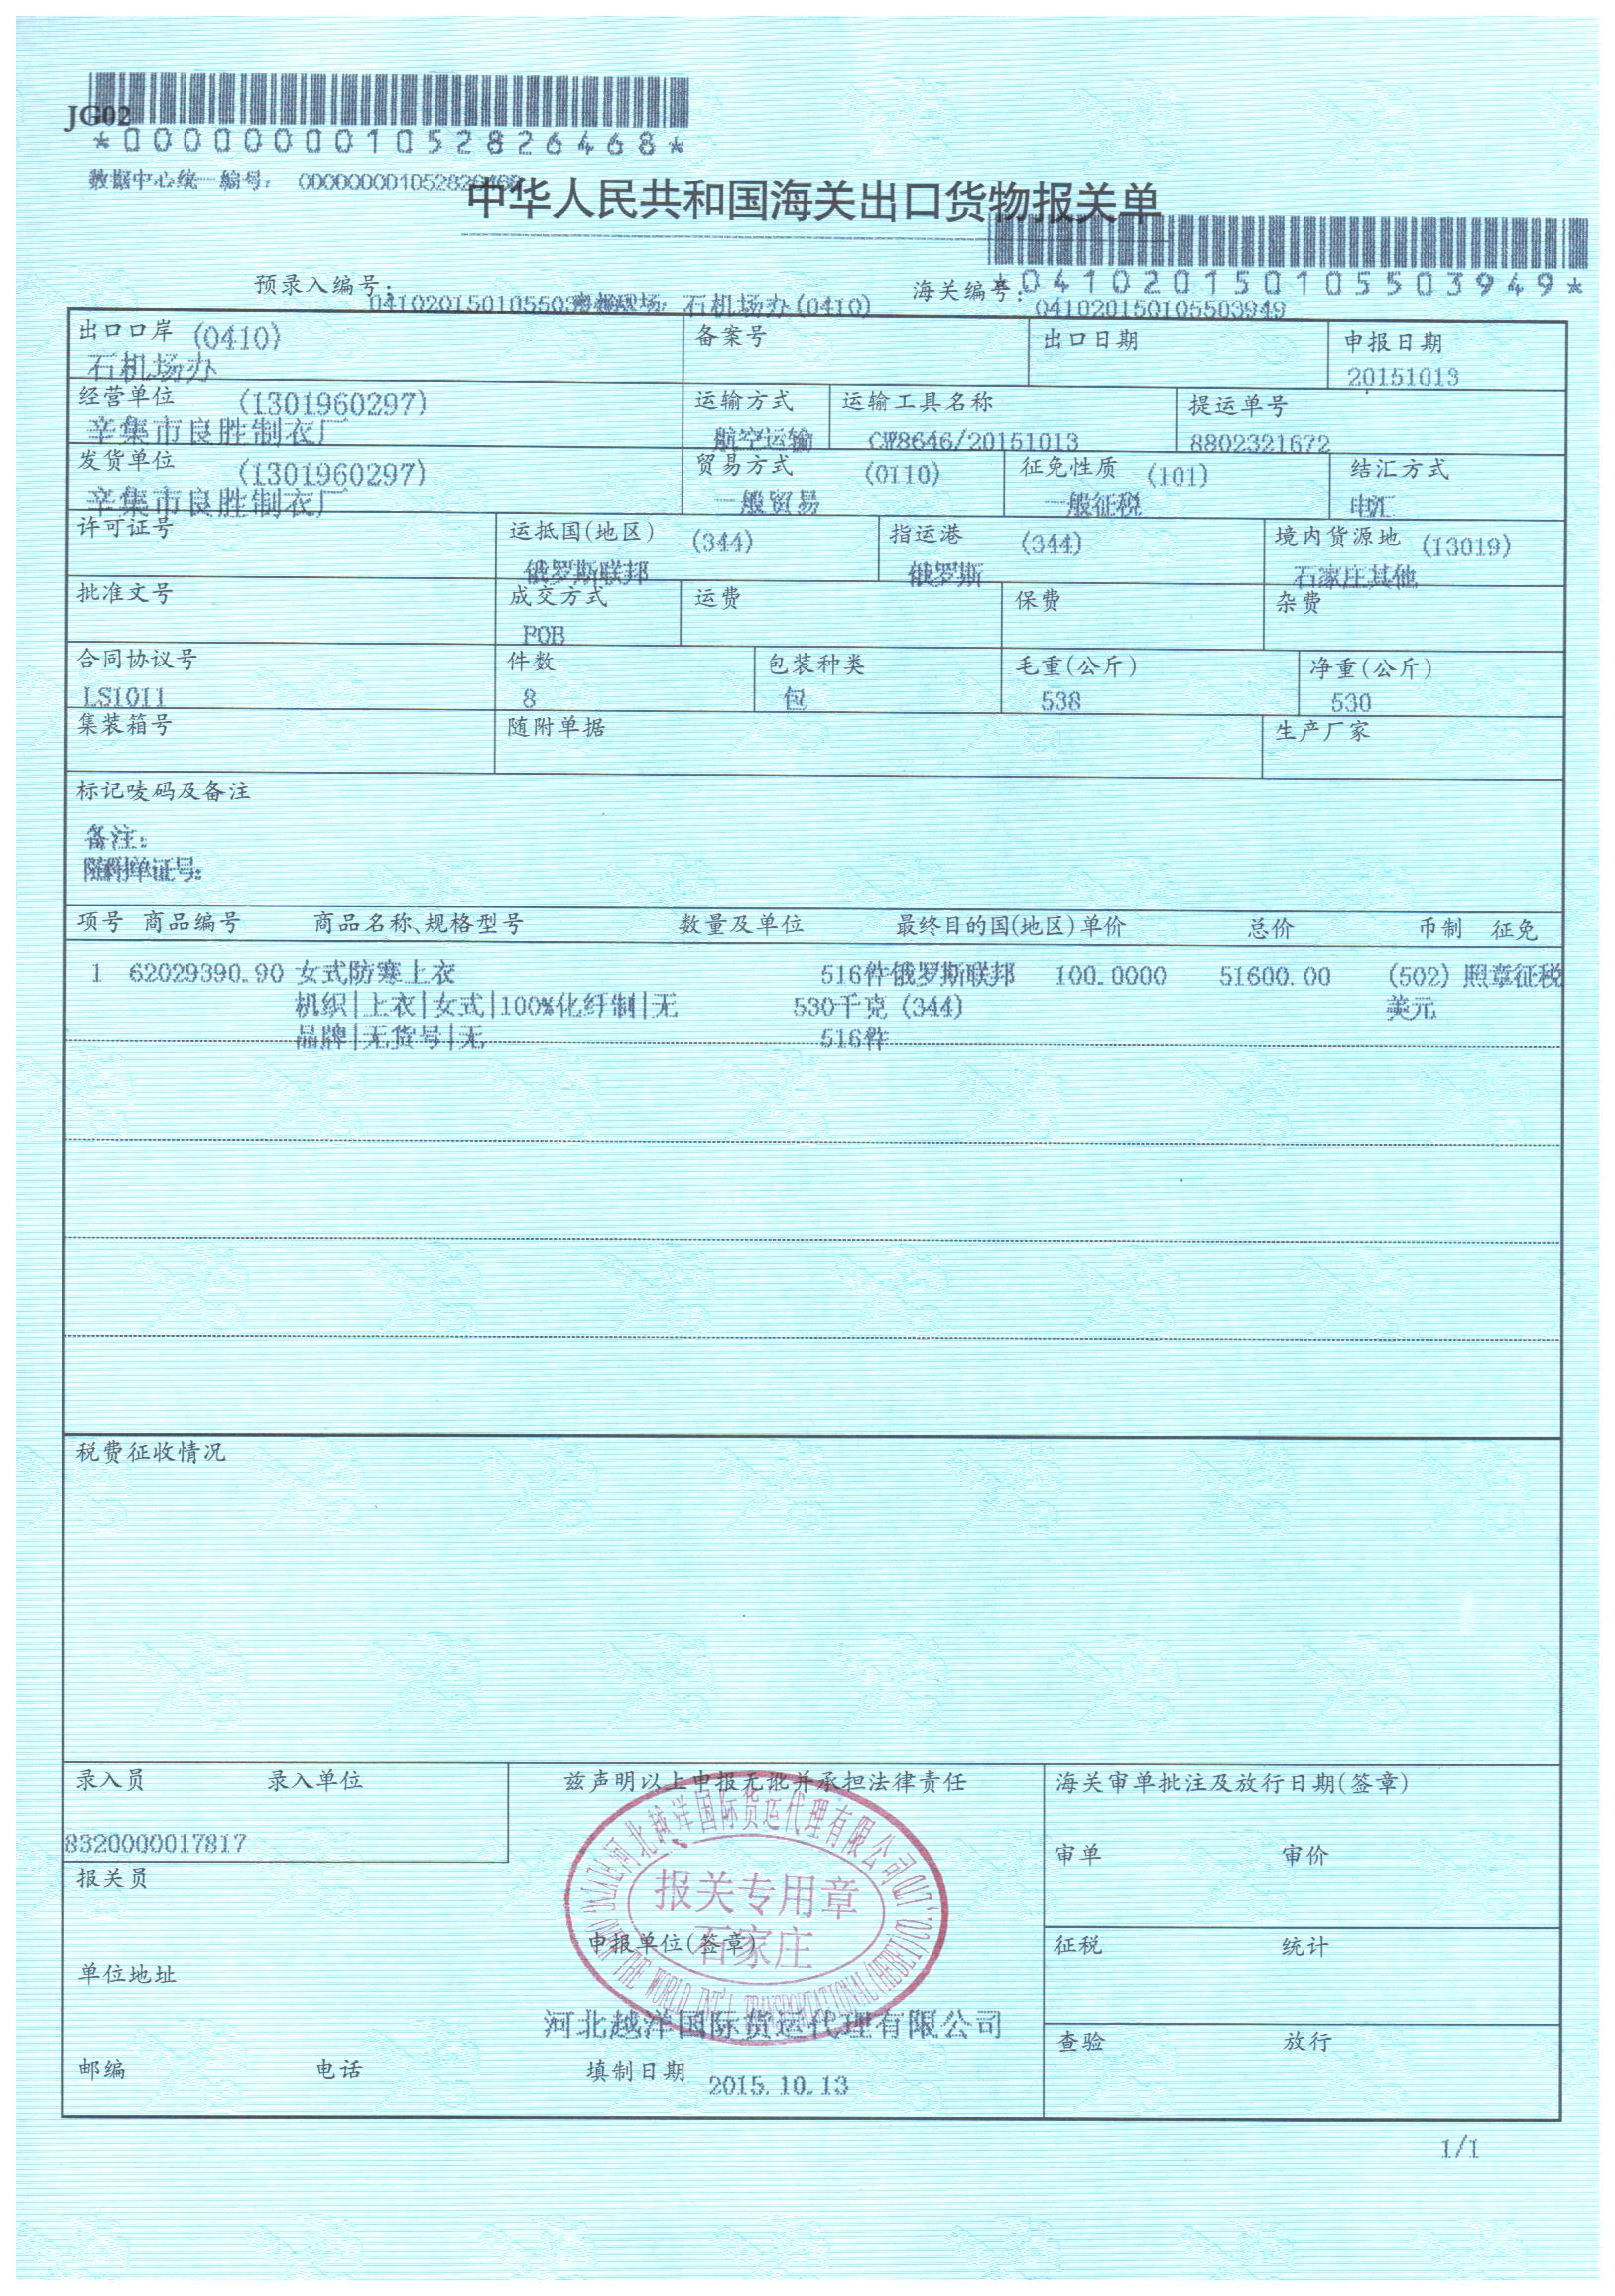 JG02
*000000001052826468*
数据中心统一编号： 000000001052826468
中华人民共和国海关出口货物报关单
*041020150105503949*
预录入编号： 041020150105503949 申报现场： 石机场办(0410) 海关编号： 041020150105503949
出口口岸 (0410) 备案号 出口日期 申报日期
石机场办 20151013
经营单位 (1301960297) 运输方式 运输工具名称 提运单号
辛集市良胜制衣厂 航空运输 CW8646/20151013 8802321672
发货单位 (1301960297) 贸易方式 (0110) 征免性质 (101) 结汇方式
辛集市良胜制衣厂 一般贸易 一般征税 电汇
许可证号 运抵国(地区) (344) 指运港 (344) 境内货源地 (13019)
俄罗斯联邦 俄罗斯 石家庄其他
批准文号 成交方式 运费 保费 杂费
FOB
合同协议号 件数 包装种类 毛重(公斤) 净重(公斤)
LS1011 8 包 538 530
集装箱号 随附单据 生产厂家
标记唛码及备注
备注：
随附单证号：
项号 商品编号 商品名称、规格型号 数量及单位 最终目的国(地区) 单价 总价 币制 征免
1 62029390.90 女式防寒上衣 516件 俄罗斯联邦 100.0000 51600.00 (502) 照章征税
机织|上衣|女式|100%化纤制|无 530千克 (344) 美元
品牌|无货号|无 516件
税费征收情况
录入员 录入单位 兹声明以上申报无讹并承担法律责任 海关审单批注及放行日期(签章)
8320000017817
审单 审价
报关员
河北越洋国际货运代理有限公司
报关专用章
石家庄
申报单位(签章)
征税 统计
单位地址
河北越洋国际货运代理有限公司
查验 放行
邮编 电话 填制日期 2015.10.13
1/1